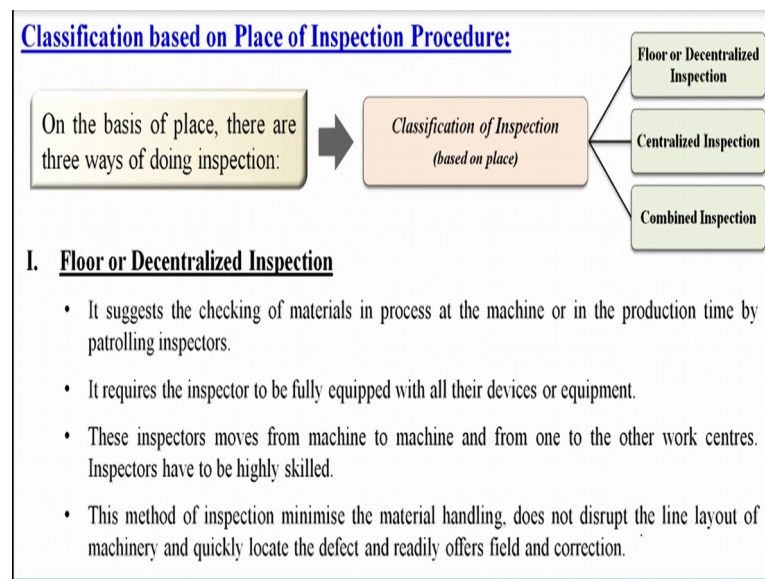 Classification based on Place of Inspection Procedure:
On the basis of place, there are
three ways of doing inspection:
Classification of Inspection
(based on place)
Floor or Decentralized
Inspection
Centralized Inspection
Combined Inspection
I. Floor or Decentralized Inspection
• It suggests the checking of materials in process at the machine or in the production time by
patrolling inspectors.
• It requires the inspector to be fully equipped with all their devices or equipment.
• These inspectors moves from machine to machine and from one to the other work centres.
Inspectors have to be highly skilled.
• This method of inspection minimise the material handling, does not disrupt the line layout of
machinery and quickly locate the defect and readily offers field and correction.